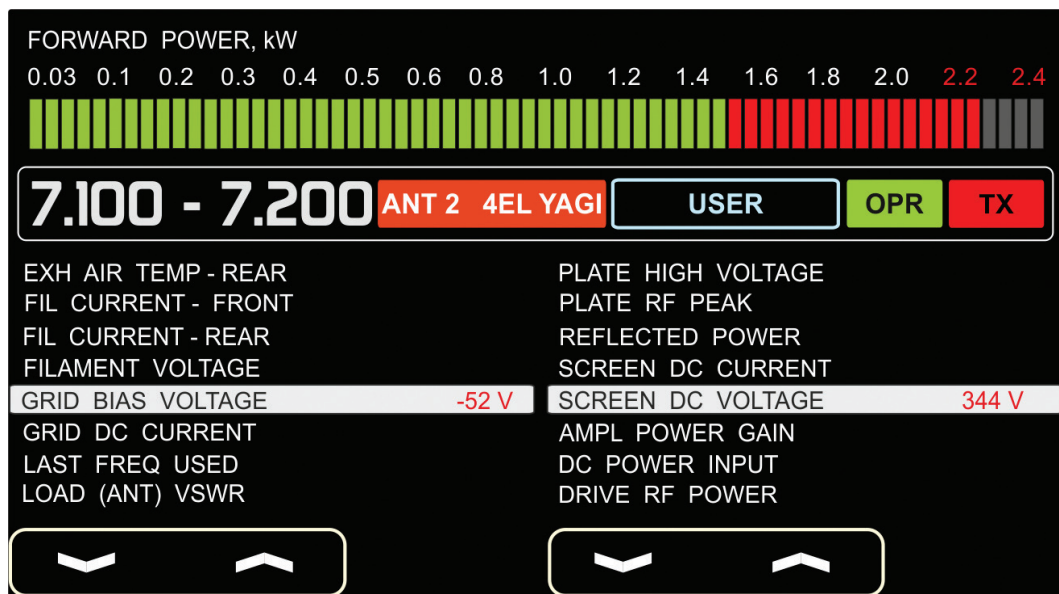 FORWARD POWER, kW
0.03 0.1 0.2 0.3 0.4 0.5 0.6 0.8 1.0 1.2 1.4 1.6 1.8 2.0 2.2 2.4
7.100 - 7.200 ANT 2 4EL YAGI USER OPR TX
EXH AIR TEMP - REAR
FIL CURRENT - FRONT
FIL CURRENT - REAR
FILAMENT VOLTAGE
GRID BIAS VOLTAGE -52 V
GRID DC CURRENT
LAST FREQ USED
LOAD (ANT) VSWR
PLATE HIGH VOLTAGE
PLATE RF PEAK
REFLECTED POWER
SCREEN DC CURRENT
SCREEN DC VOLTAGE 344 V
AMPL POWER GAIN
DC POWER INPUT
DRIVE RF POWER